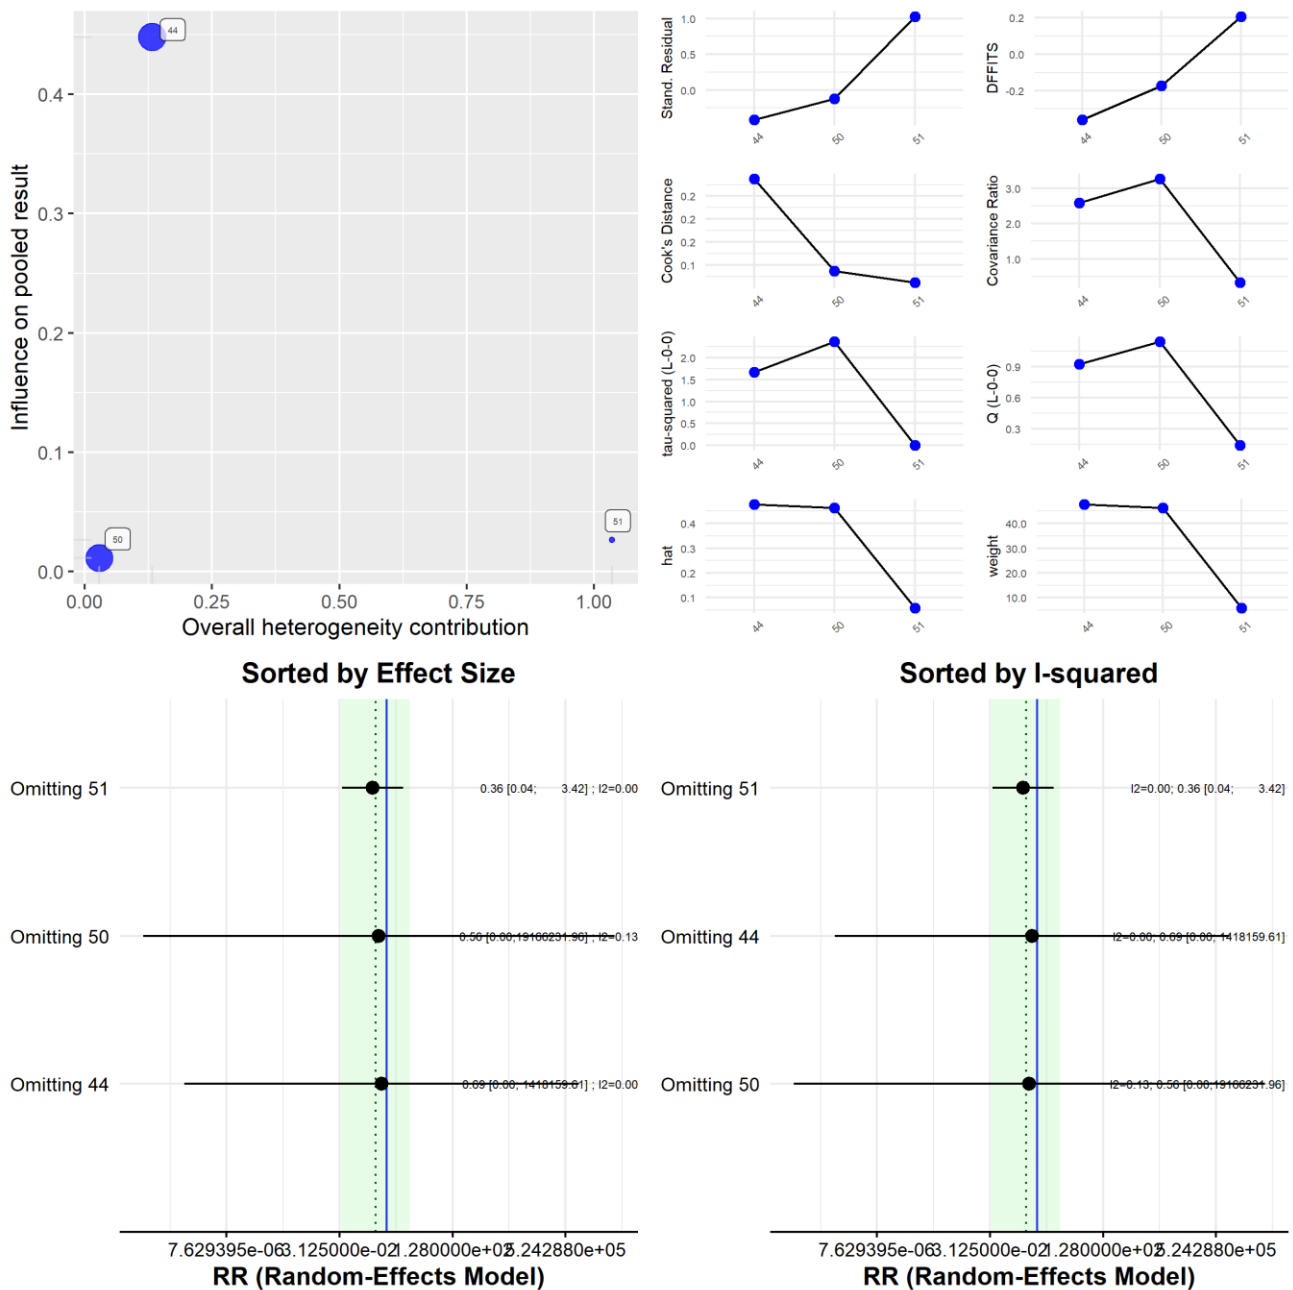 44
50
51
0.4
0.3
0.2
0.1
0.0
0.00
0.25
0.50
0.75
1.00
Influence on pooled result
Overall heterogeneity contribution
Stand. Residual
1.0
0.5
0.0
44
50
51
DFFITS
0.2
0.0
-0.2
44
50
51
Cook's Distance
0.2
0.2
0.2
0.1
44
50
51
Covariance Ratio
3.0
2.0
1.0
44
50
51
tau-squared (L-0-0)
2.0
1.5
1.0
0.5
0.0
44
50
51
Q (L-0-0)
0.9
0.6
0.3
44
50
51
hat
0.4
0.3
0.2
0.1
44
50
51
weight
40.0
30.0
20.0
10.0
44
50
51
Sorted by Effect Size
Omitting 51
0.36 [0.04; 3.42] ; I2=0.00
Omitting 50
0.56 [0.00;19166231.96] ; I2=0.13
Omitting 44
0.69 [0.00; 1418159.61] ; I2=0.00
7.629395e-06
3.125000e-02
1.280000e+02
5.242880e+05
RR (Random-Effects Model)
Sorted by I-squared
Omitting 51
I2=0.00; 0.36 [0.04; 3.42]
Omitting 44
I2=0.00; 0.69 [0.00; 1418159.61]
Omitting 50
I2=0.13; 0.56 [0.00;19166231.96]
7.629395e-06
3.125000e-02
1.280000e+02
5.242880e+05
RR (Random-Effects Model)